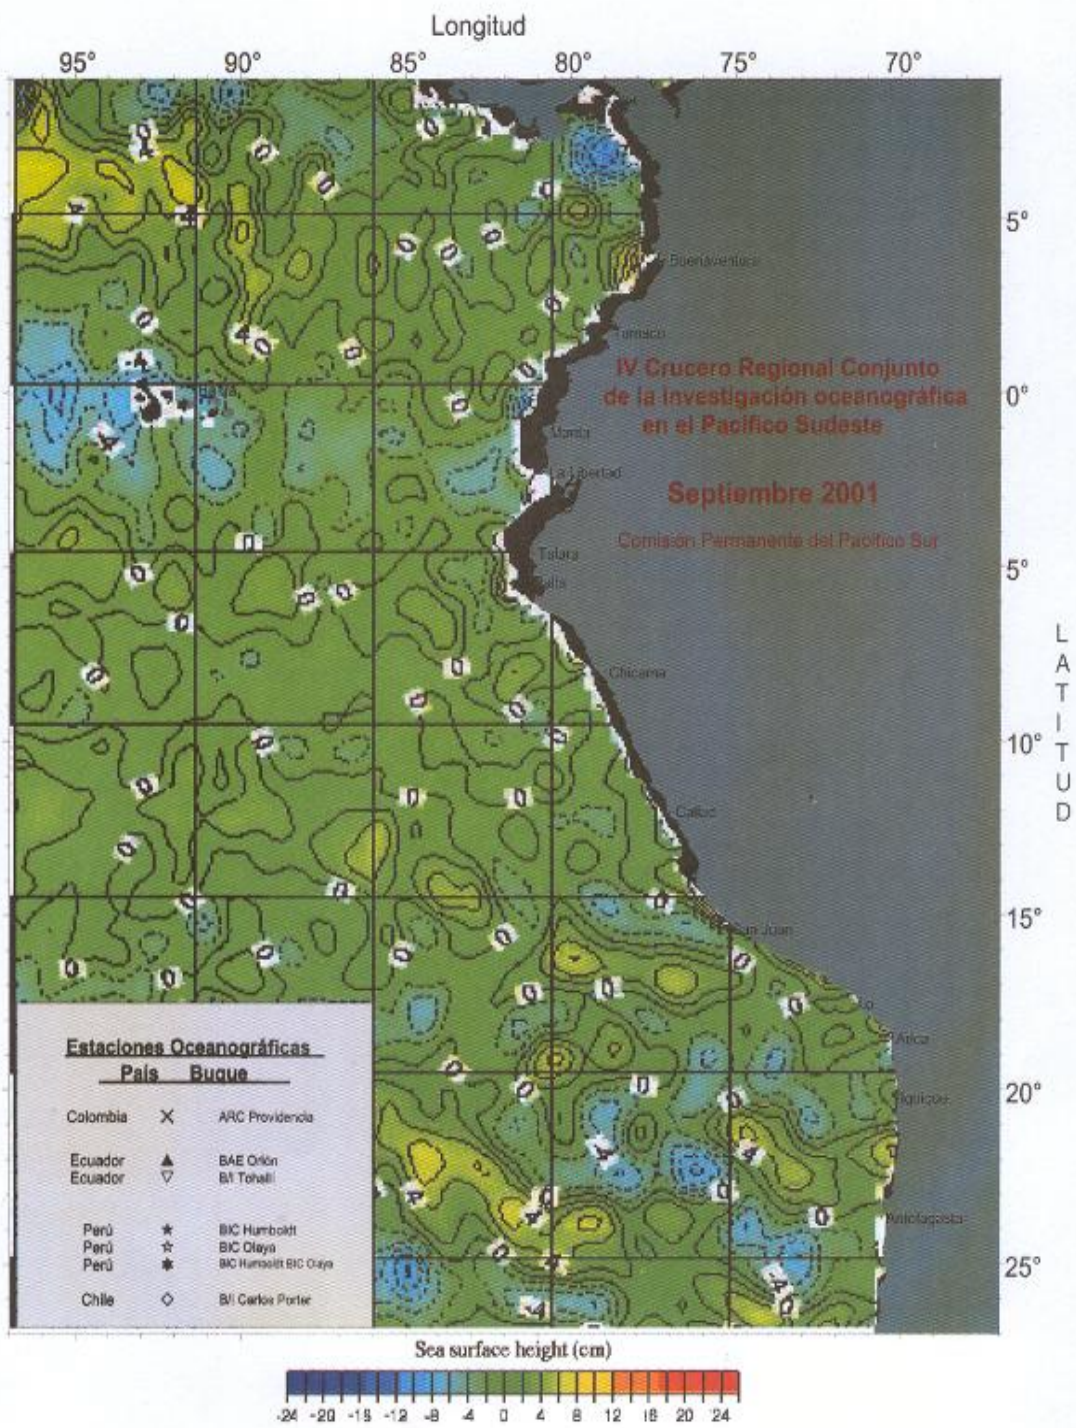 Longitud
95° 90° 85° 80° 75° 70°
5°
Buenaventura
Tumaco
IV Crucero Regional Conjunto
de la investigación oceanográfica
en el Pacífico Sudeste
0°
Manta
La Libertad
Septiembre 2001
Comisión Permanente del Pacífico Sur
Talara
5°
Paita
LATITUD
Chicama
10°
Callao
15°
San Juan
Ilo
Arica
20°
Iquique
Antofagasta
25°
Estaciones Oceanográficas
País Buque
Colombia ARC Providencia
Ecuador BAE Orión
Ecuador B/I Tohallí
Perú BIC Humboldt
Perú BIC Olaya
Perú BIC Humboldt BIC Olaya
Chile B/I Carlos Porter
Sea surface height (cm)
-24 -20 -16 -12 -8 -4 0 4 8 12 16 20 24